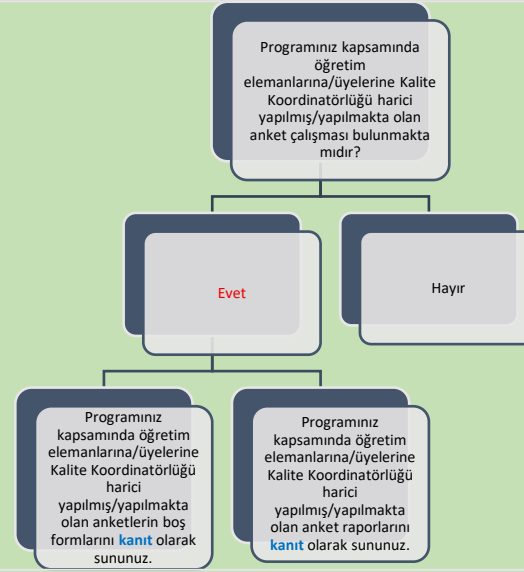 Programınız kapsamında
öğretim
elemanlarına/üyelerine Kalite
Koordinatörlüğü harici
yapılmış/yapılmakta olan
anket çalışması bulunmakta
mıdır?
Evet
Hayır
Programınız
kapsamında öğretim
elemanlarına/üyelerine
Kalite Koordinatörlüğü
harici
yapılmış/yapılmakta
olan anketlerin boş
formlarını kanıt olarak
sununuz.
Programınız
kapsamında öğretim
elemanlarına/üyelerine
Kalite Koordinatörlüğü
harici
yapılmış/yapılmakta
olan anket raporlarını
kanıt olarak sununuz.